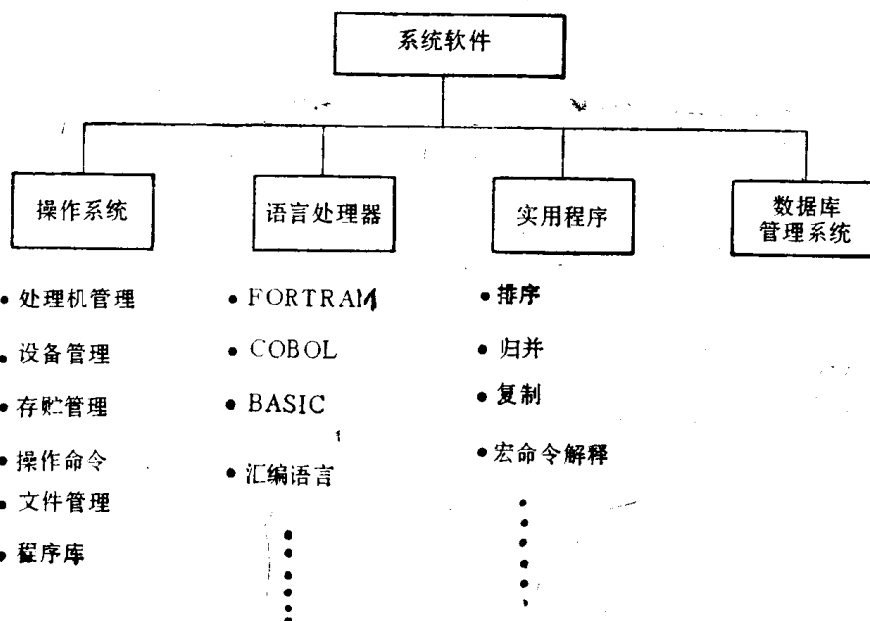 系统软件
操作系统
语言处理器
实用程序
数据库
管理系统
• 处理机管理
• 设备管理
• 存贮管理
• 操作命令
• 文件管理
• 程序库
• FORTRAM
• COBOL
• BASIC
• 汇编语言
• 排序
• 归并
• 复制
• 宏命令解释